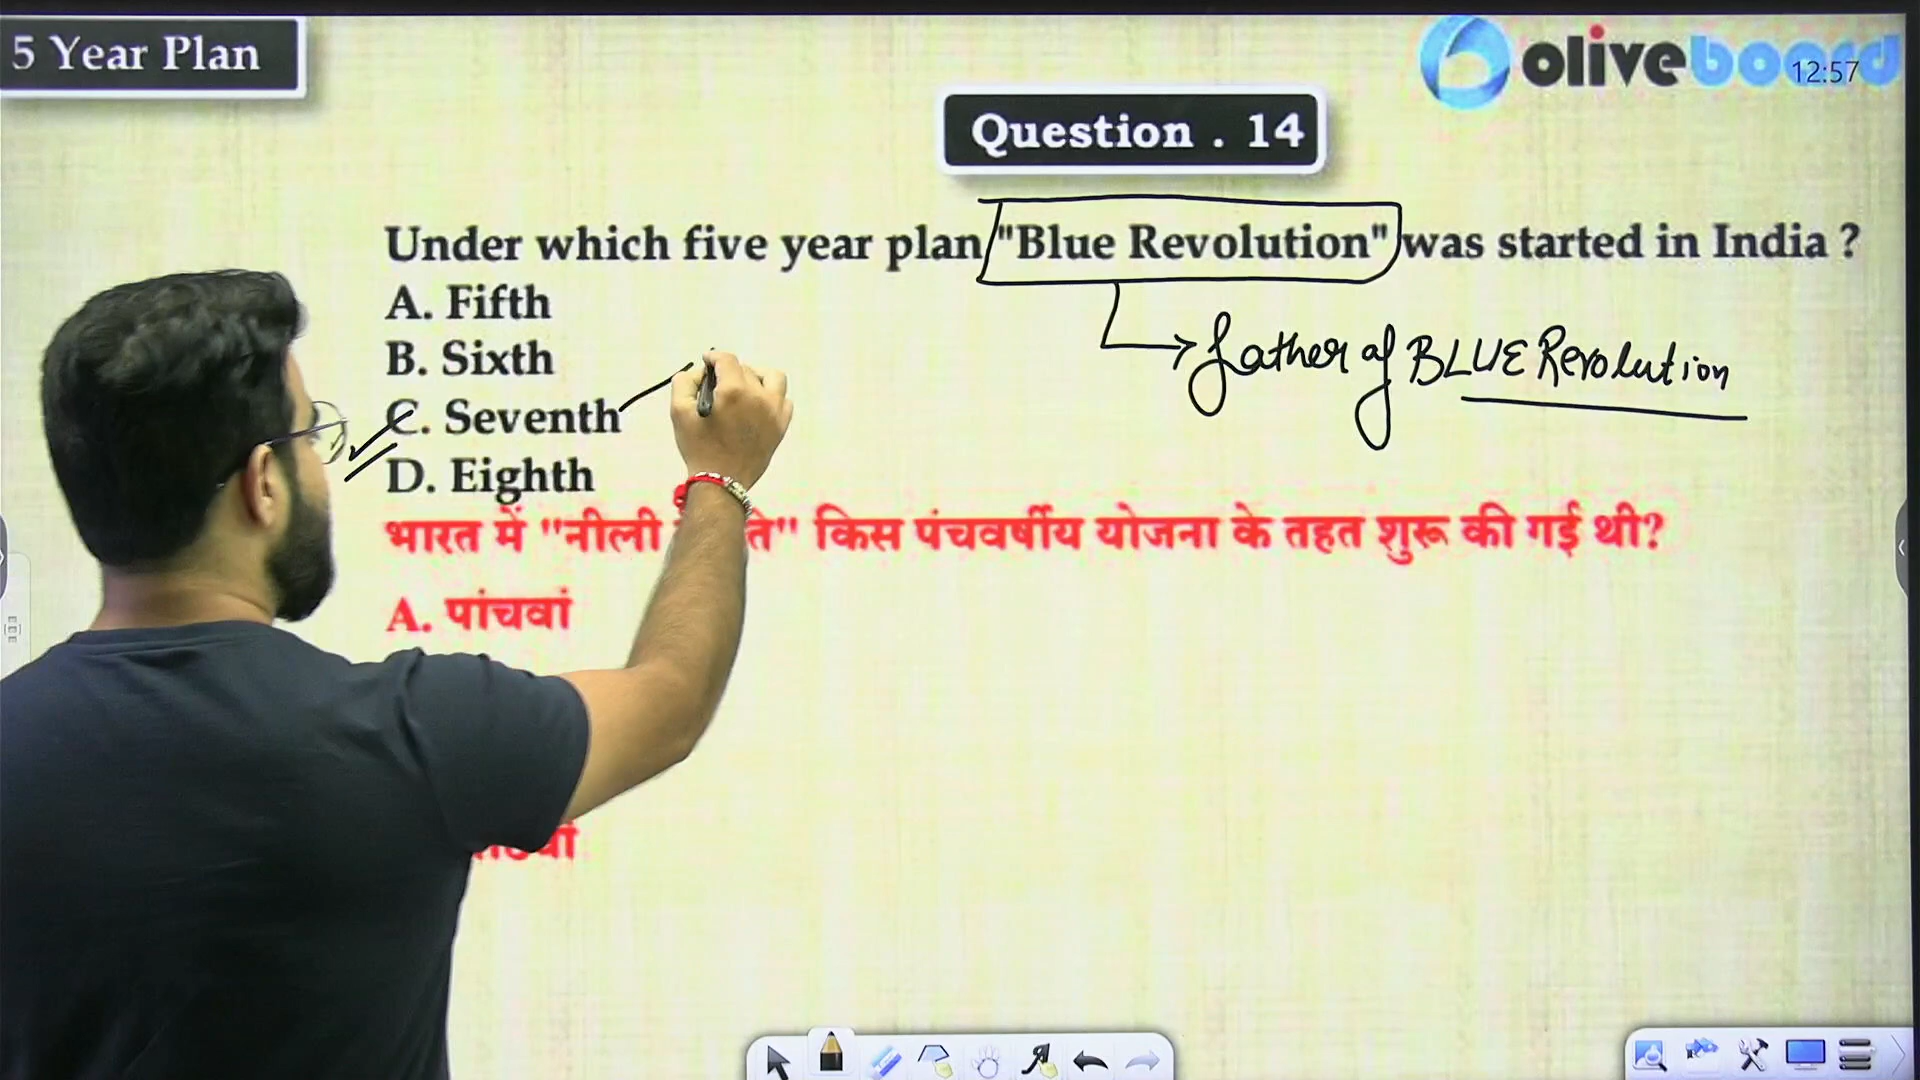 5 Year Plan
oliveboard
12:57
Question . 14
Under which five year plan "Blue Revolution" was started in India ?
A. Fifth
B. Sixth
C. Seventh
D. Eighth
father of BLUE Revolution
भारत में "नीली किस पंचवर्षीय योजना के तहत शुरू की गई थी?
A. पांचवां